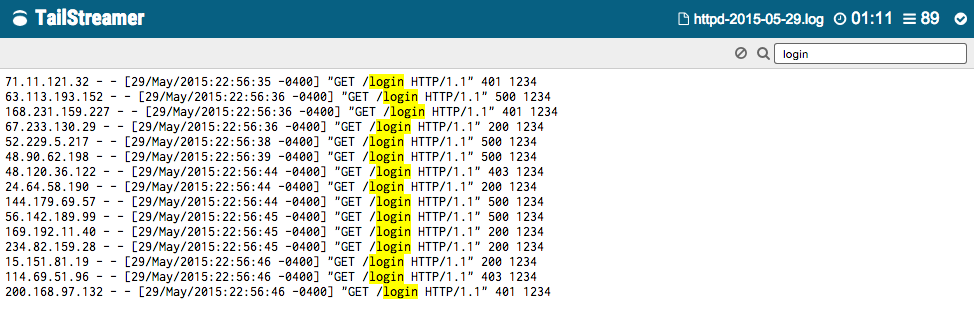 TailStreamer httpd-2015-05-29.log 01:11 89
login
71.11.121.32 - - [29/May/2015:22:56:35 -0400] "GET /login HTTP/1.1" 401 1234
63.113.193.152 - - [29/May/2015:22:56:36 -0400] "GET /login HTTP/1.1" 500 1234
168.231.159.227 - - [29/May/2015:22:56:36 -0400] "GET /login HTTP/1.1" 401 1234
67.233.130.29 - - [29/May/2015:22:56:36 -0400] "GET /login HTTP/1.1" 200 1234
52.229.5.217 - - [29/May/2015:22:56:38 -0400] "GET /login HTTP/1.1" 500 1234
48.90.62.198 - - [29/May/2015:22:56:39 -0400] "GET /login HTTP/1.1" 500 1234
48.120.36.122 - - [29/May/2015:22:56:44 -0400] "GET /login HTTP/1.1" 403 1234
24.64.58.190 - - [29/May/2015:22:56:44 -0400] "GET /login HTTP/1.1" 200 1234
144.179.69.57 - - [29/May/2015:22:56:44 -0400] "GET /login HTTP/1.1" 500 1234
56.142.189.99 - - [29/May/2015:22:56:45 -0400] "GET /login HTTP/1.1" 500 1234
169.192.11.40 - - [29/May/2015:22:56:45 -0400] "GET /login HTTP/1.1" 200 1234
234.82.159.28 - - [29/May/2015:22:56:45 -0400] "GET /login HTTP/1.1" 200 1234
15.151.81.19 - - [29/May/2015:22:56:46 -0400] "GET /login HTTP/1.1" 200 1234
114.69.51.96 - - [29/May/2015:22:56:46 -0400] "GET /login HTTP/1.1" 403 1234
200.168.97.132 - - [29/May/2015:22:56:46 -0400] "GET /login HTTP/1.1" 401 1234